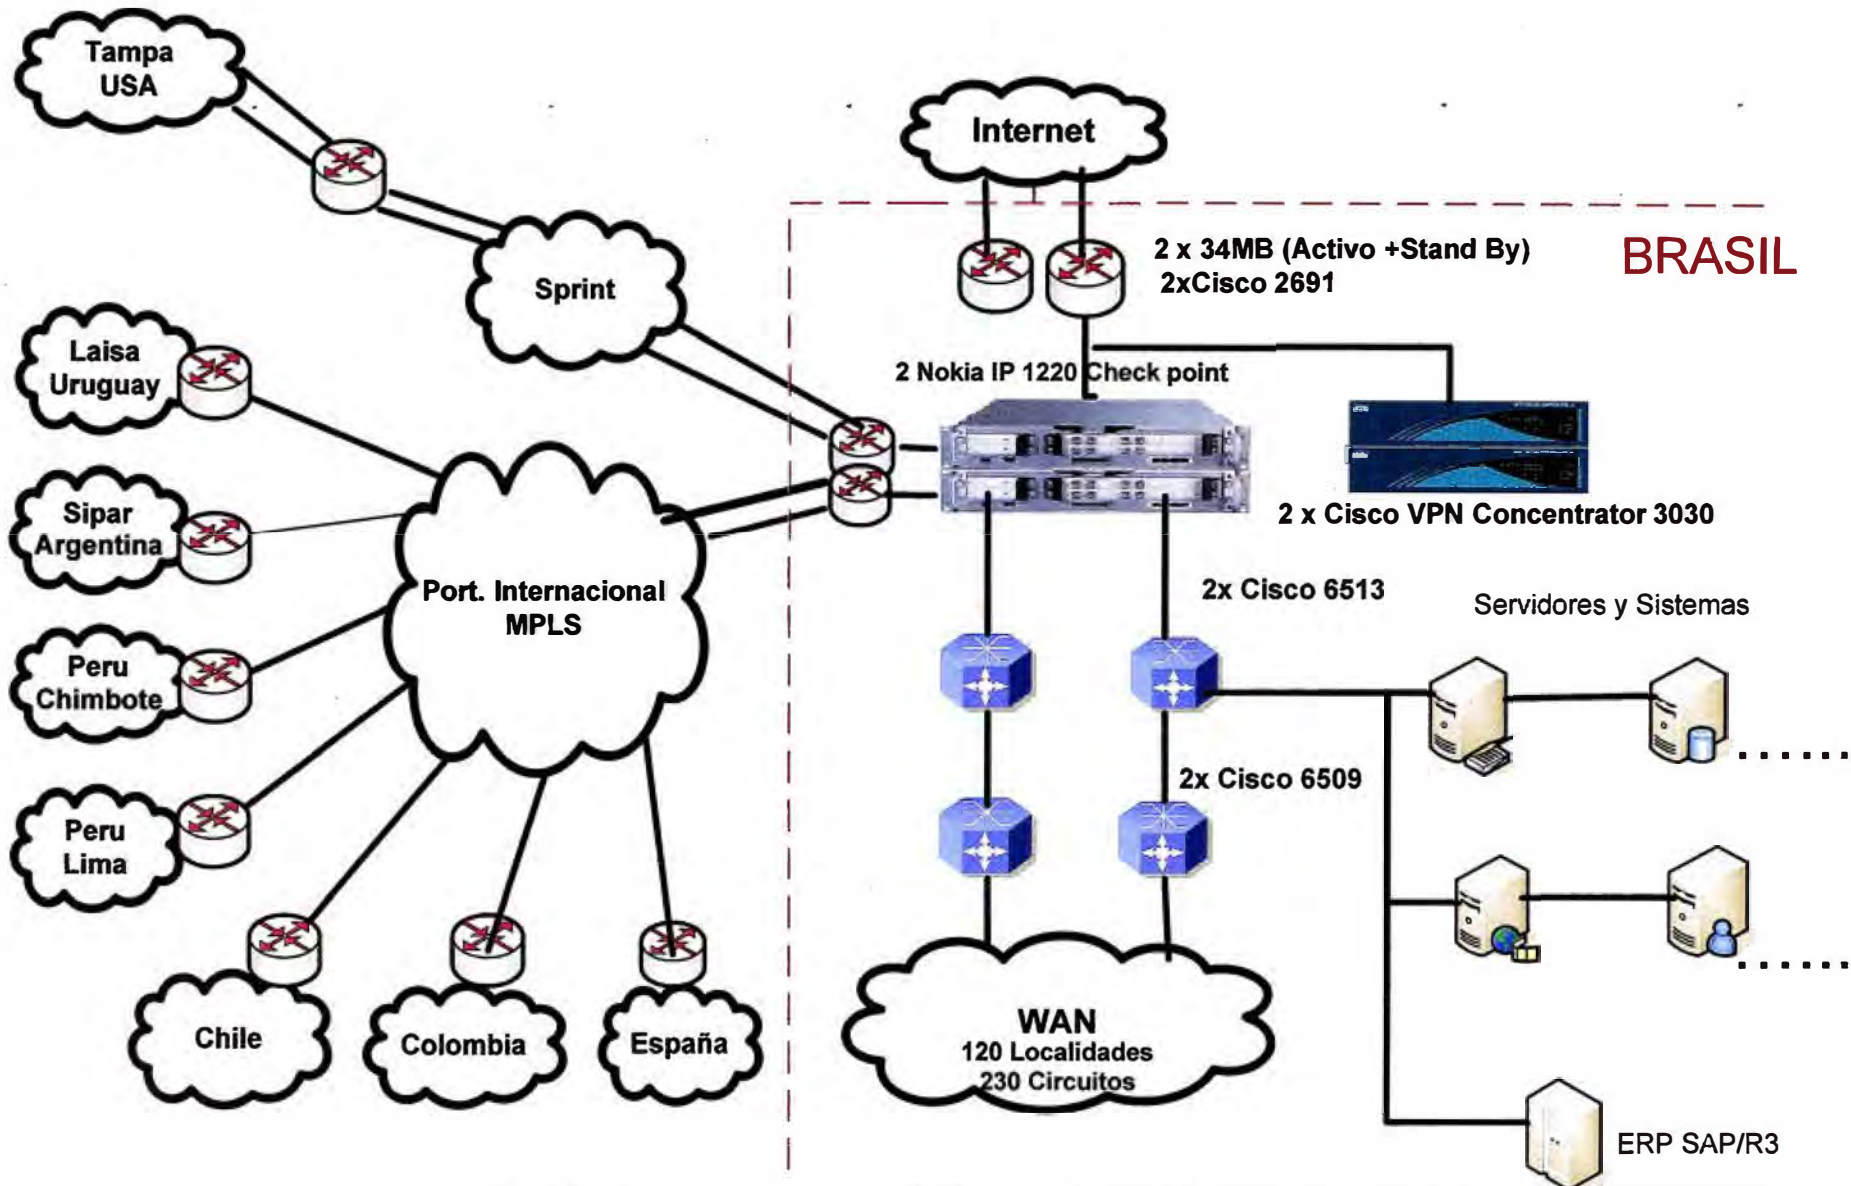 Tampa
USA
Internet
2 x 34MB (Activo +Stand By)
2xCisco 2691
BRASIL
Sprint
Laisa
Uruguay
2 Nokia IP 1220 Check point
Sipar
Argentina
2 x Cisco VPN Concentrator 3030
Port. Internacional
MPLS
2x Cisco 6513
Servidores y Sistemas
Peru
Chimbote
2x Cisco 6509
Peru
Lima
Chile
Colombia
España
WAN
120 Localidades
230 Circuitos
ERP SAP/R3